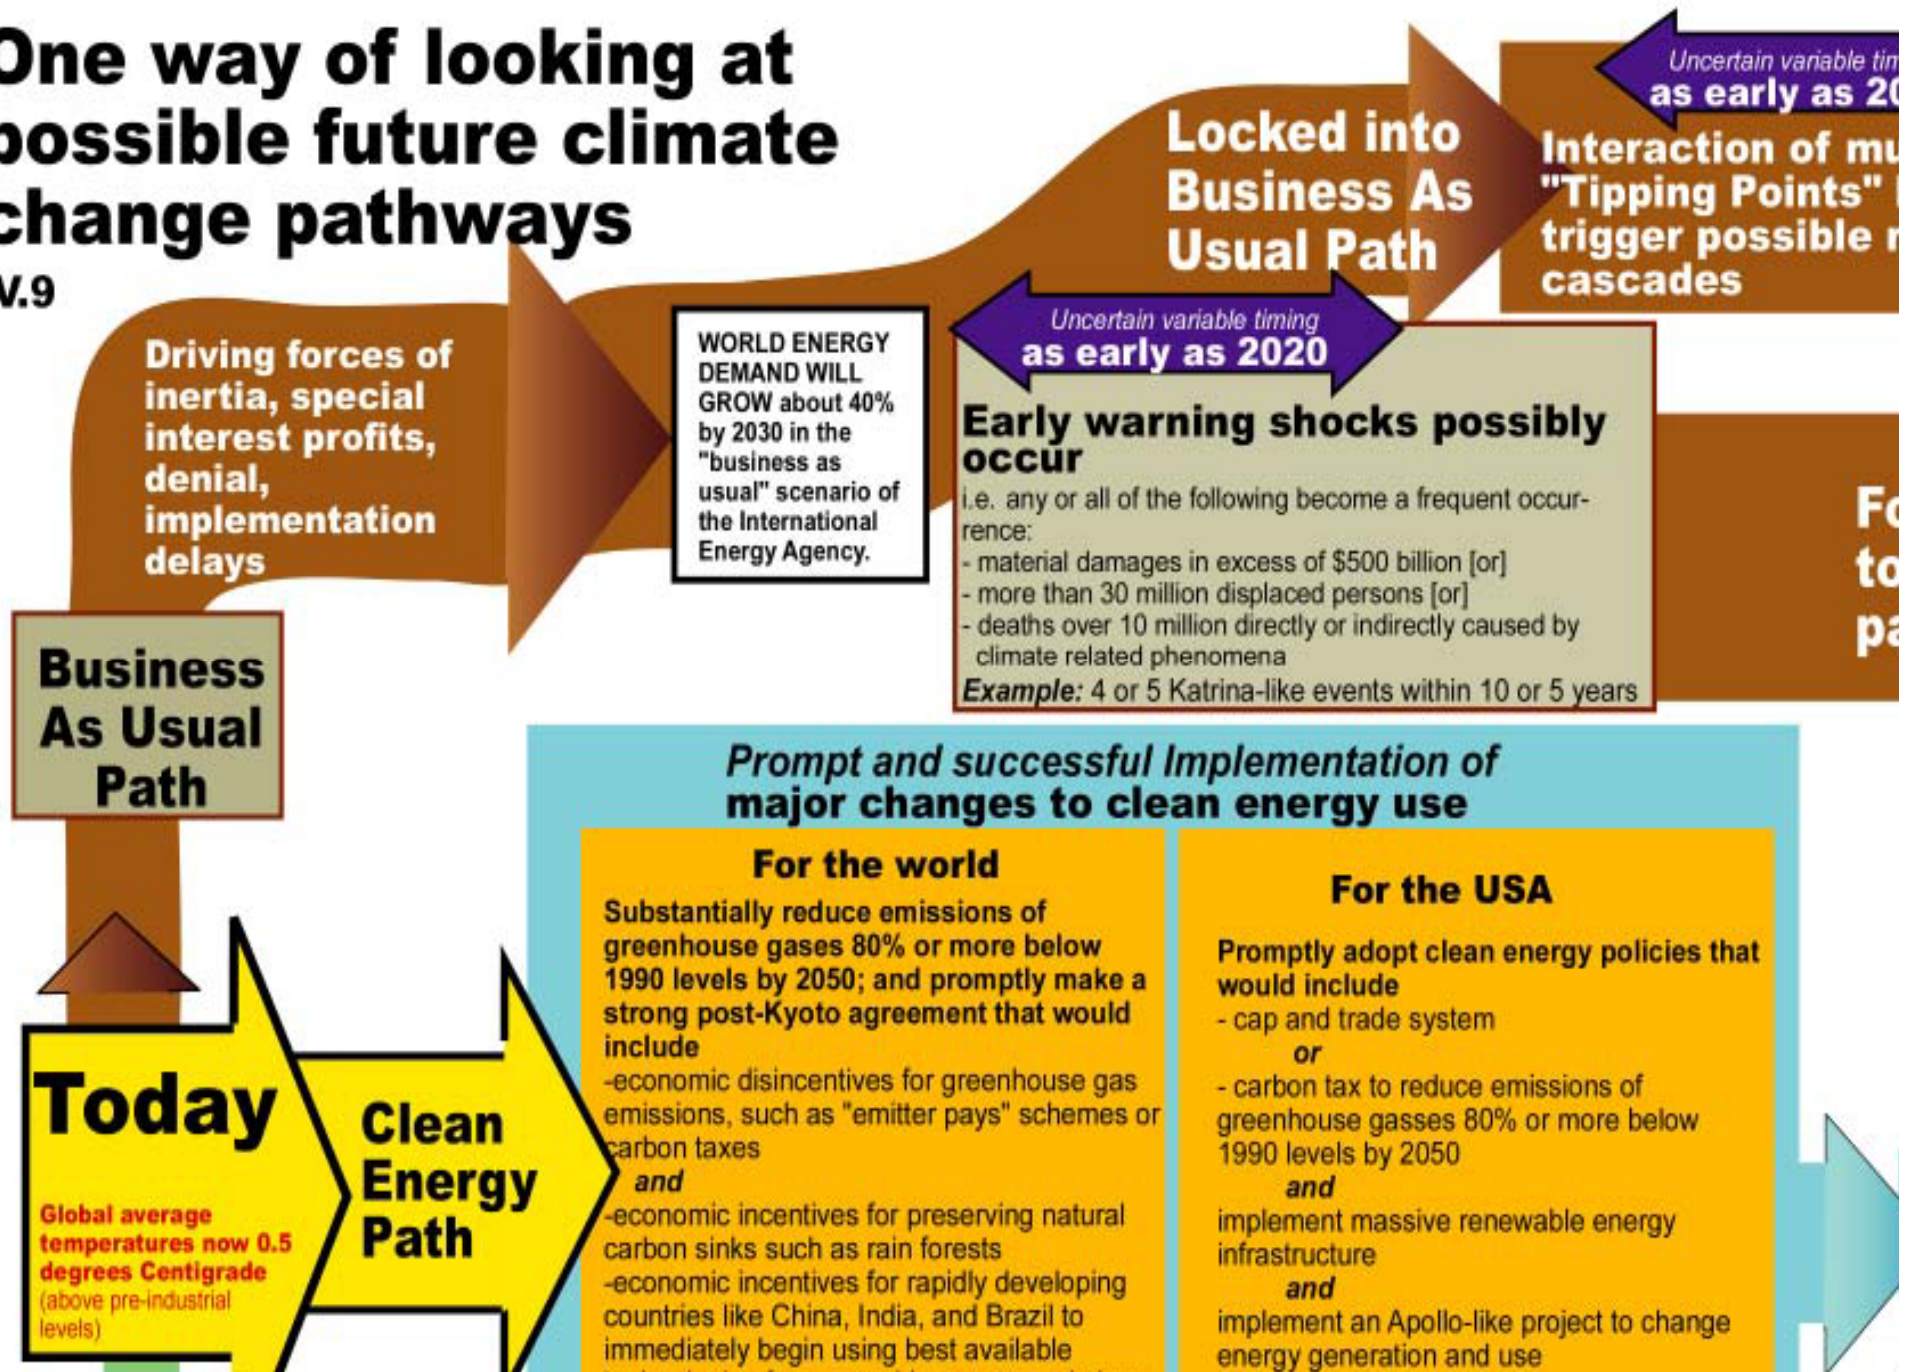 One way of looking at
possible future climate
change pathways
V.9
Driving forces of
inertia, special
interest profits,
denial,
implementation
delays
Business
As Usual
Path
WORLD ENERGY
DEMAND WILL
GROW about 40%
by 2030 in the
"business as
usual" scenario of
the International
Energy Agency.
Locked into
Business As
Usual Path
Uncertain variable timing
as early as 2020
Early warning shocks possibly
occur
i.e. any or all of the following become a frequent occur-
rence:
- material damages in excess of $500 billion [or]
- more than 30 million displaced persons [or]
- deaths over 10 million directly or indirectly caused by
climate related phenomena
Example: 4 or 5 Katrina-like events within 10 or 5 years
Uncertain variable
as early as
Interaction of
"Tipping Points"
trigger possible
cascades
to
Prompt and successful Implementation of
major changes to clean energy use
For the world
Substantially reduce emissions of
greenhouse gases 80% or more below
1990 levels by 2050; and promptly make a
strong post-Kyoto agreement that would
include
-economic disincentives for greenhouse gas
emissions, such as "emitter pays" schemes or
carbon taxes
and
-economic incentives for preserving natural
carbon sinks such as rain forests
-economic incentives for rapidly developing
countries like China, India, and Brazil to
immediately begin using best available
For the USA
Promptly adopt clean energy policies that
would include
- cap and trade system
or
- carbon tax to reduce emissions of
greenhouse gasses 80% or more below
1990 levels by 2050
and
implement massive renewable energy
infrastructure
and
implement an Apollo-like project to change
energy generation and use
Today
Global average
temperatures now 0.5
degrees Centigrade
(above pre-industrial
levels)
Clean
Energy
Path